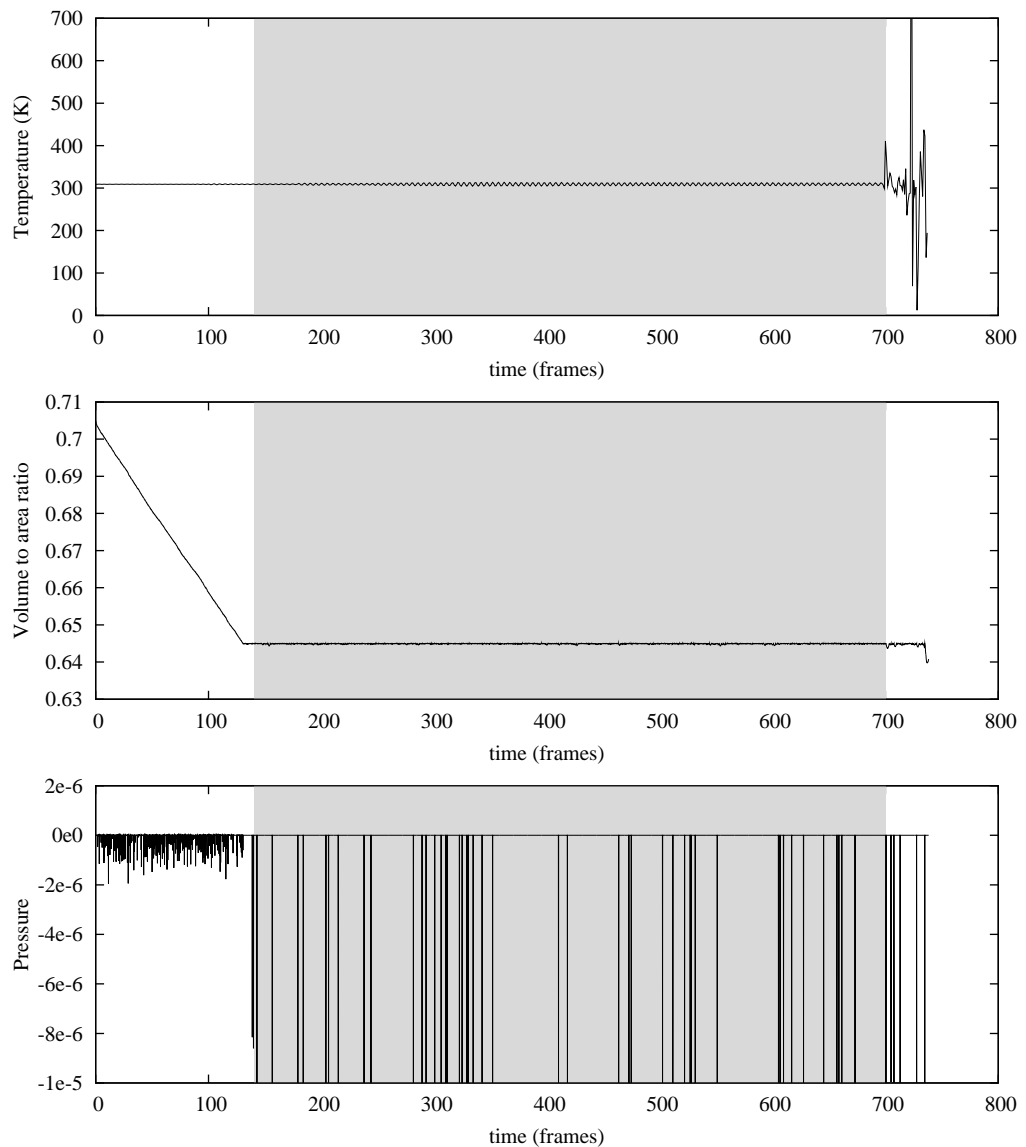 700
600
500
400
300
200
100
0
Temperature (K)
0 100 200 300 400 500 600 700 800
time (frames)
0.71
0.7
0.69
0.68
0.67
0.66
0.65
0.64
0.63
Volume to area ratio
0 100 200 300 400 500 600 700 800
time (frames)
2e-6
0e0
-2e-6
-4e-6
-6e-6
-8e-6
-1e-5
Pressure
0 100 200 300 400 500 600 700 800
time (frames)